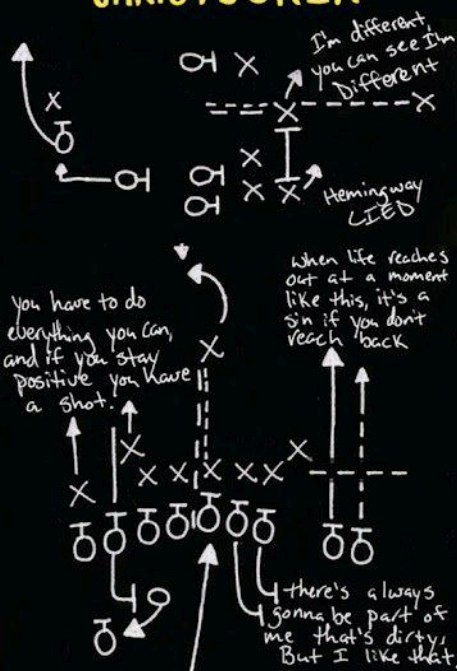 I'm different,
you can see I'm
Different
Hemingway
LIED
when life reaches
out at a moment
like this, it's a
sin if you don't
reach back
you have to do
everything you can,
and if you stay
positive you have
a shot.
there's always
gonna be part of
me that's dirty,
But I like that